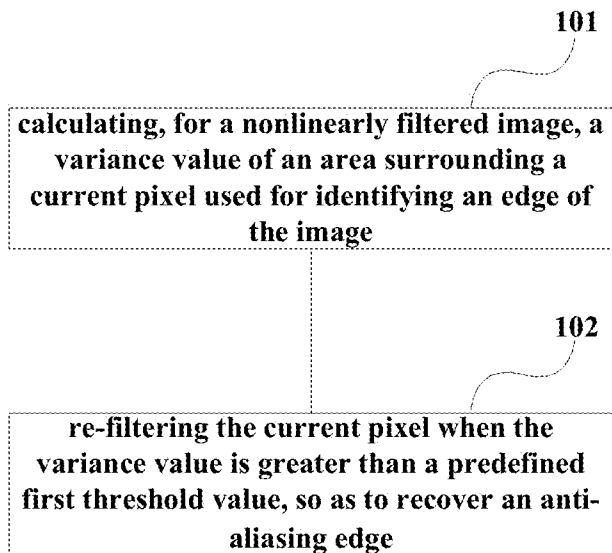 101
calculating, for a nonlinearly filtered image, a
variance value of an area surrounding a
current pixel used for identifying an edge of
the image
102
re-filtering the current pixel when the
variance value is greater than a predefined
first threshold value, so as to recover an anti-
aliasing edge